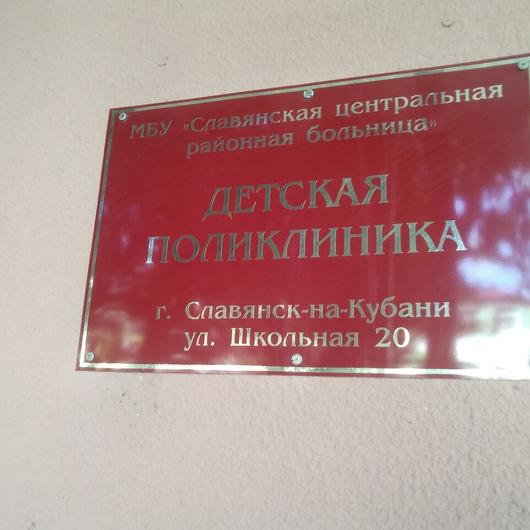 МБУ «Славянская центральная
районная больница»
ДЕТСКАЯ
ПОЛИКЛИНИКА
г. Славянск-на-Кубани
ул. Школьная 20